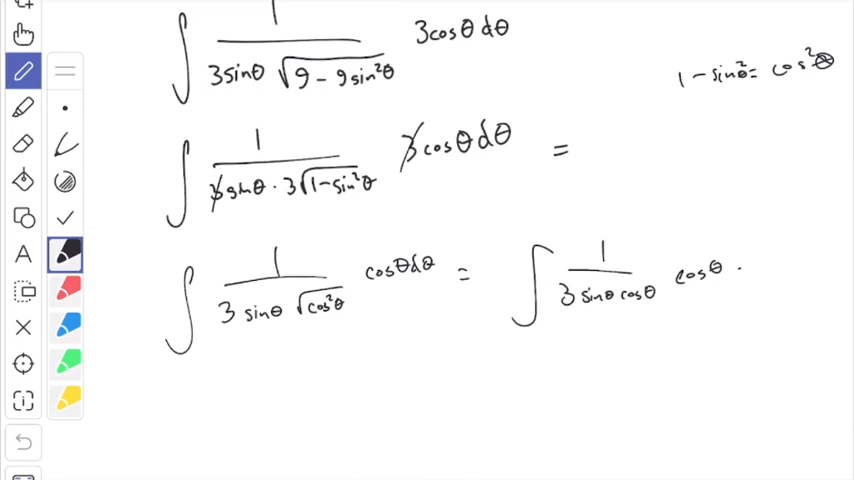 ∫ 1 / (3sinθ √(9 − 9sin²θ)) 3cosθ dθ
1 − sin²θ = cos²θ
∫ 1 / (3sinθ · 3√(1−sin²θ)) 3cosθ dθ =
∫ 1 / (3 sinθ √(cos²θ)) cosθ dθ = ∫ 1 / (3 sinθ cosθ) cosθ ·
A